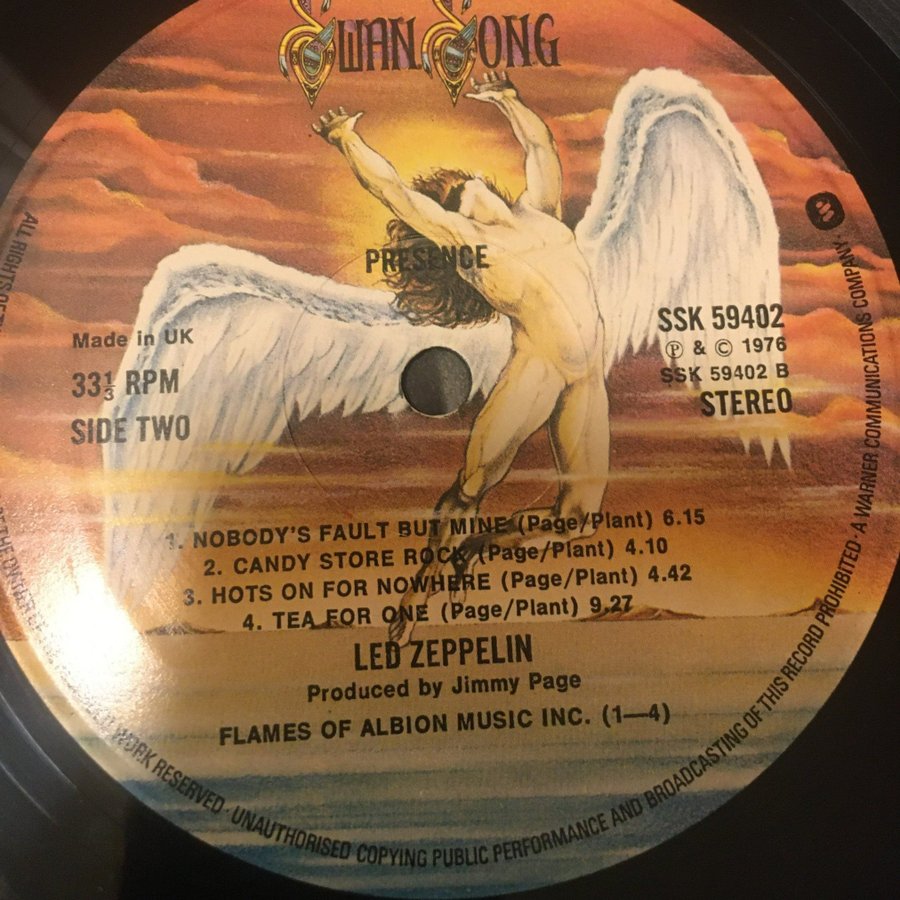 SWAN SONG
PRESENCE
Made in UK
33⅓ RPM
SIDE TWO
SSK 59402
Ⓟ & © 1976
SSK 59402 B
STEREO
1. NOBODY'S FAULT BUT MINE (Page/Plant) 6.15
2. CANDY STORE ROCK (Page/Plant) 4.10
3. HOTS ON FOR NOWHERE (Page/Plant) 4.42
4. TEA FOR ONE (Page/Plant) 9.27
LED ZEPPELIN
Produced by Jimmy Page
FLAMES OF ALBION MUSIC INC. (1—4)
ALL RIGHTS OF THE OWNER OF WORK RESERVED · UNAUTHORISED COPYING PUBLIC PERFORMANCE AND BROADCASTING OF THIS RECORD PROHIBITED · A WARNER COMMUNICATIONS COMPANY ·